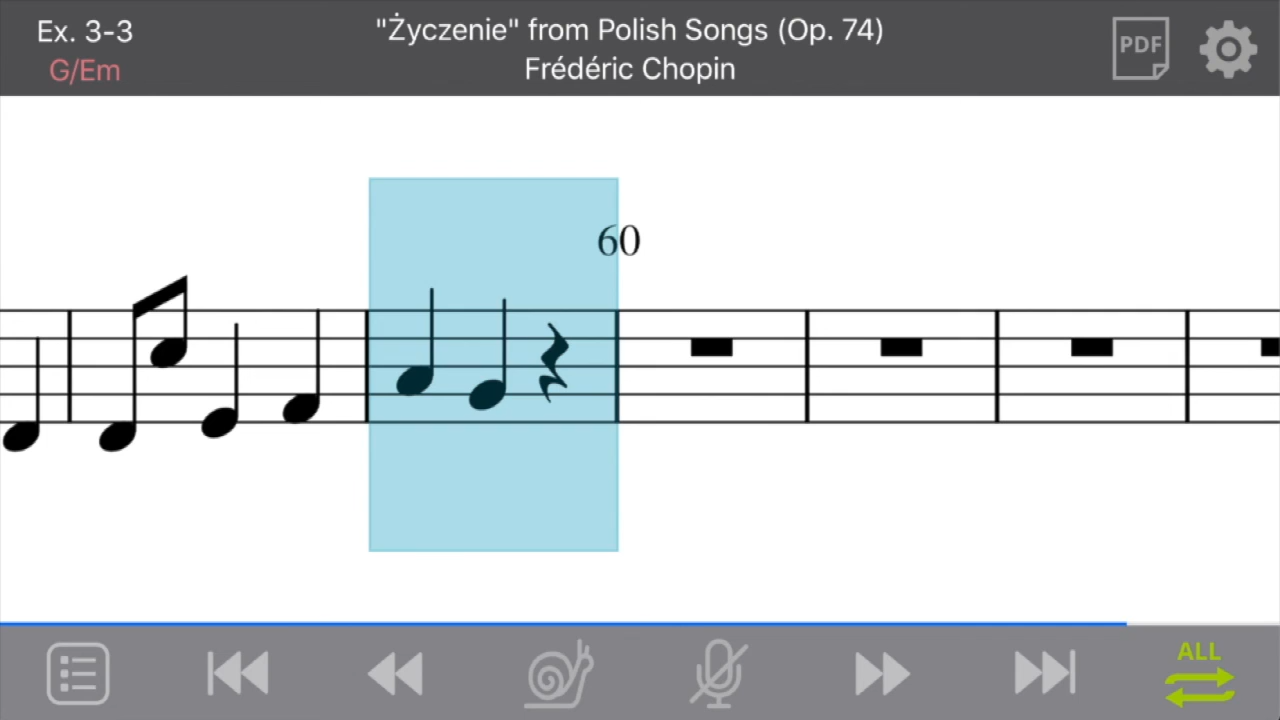 Ex. 3-3
G/Em
"Życzenie" from Polish Songs (Op. 74)
Frédéric Chopin
PDF
60
ALL